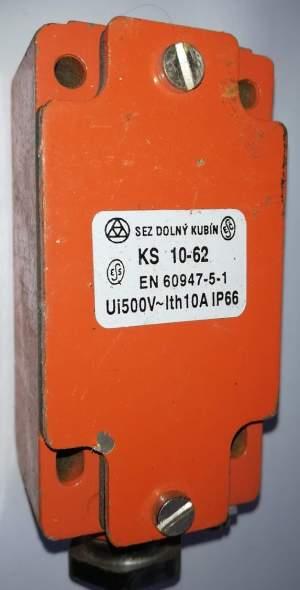 SEZ DOLNÝ KUBÍN
KS 10-62
EN 60947-5-1
Ui500V~Ith10A IP66